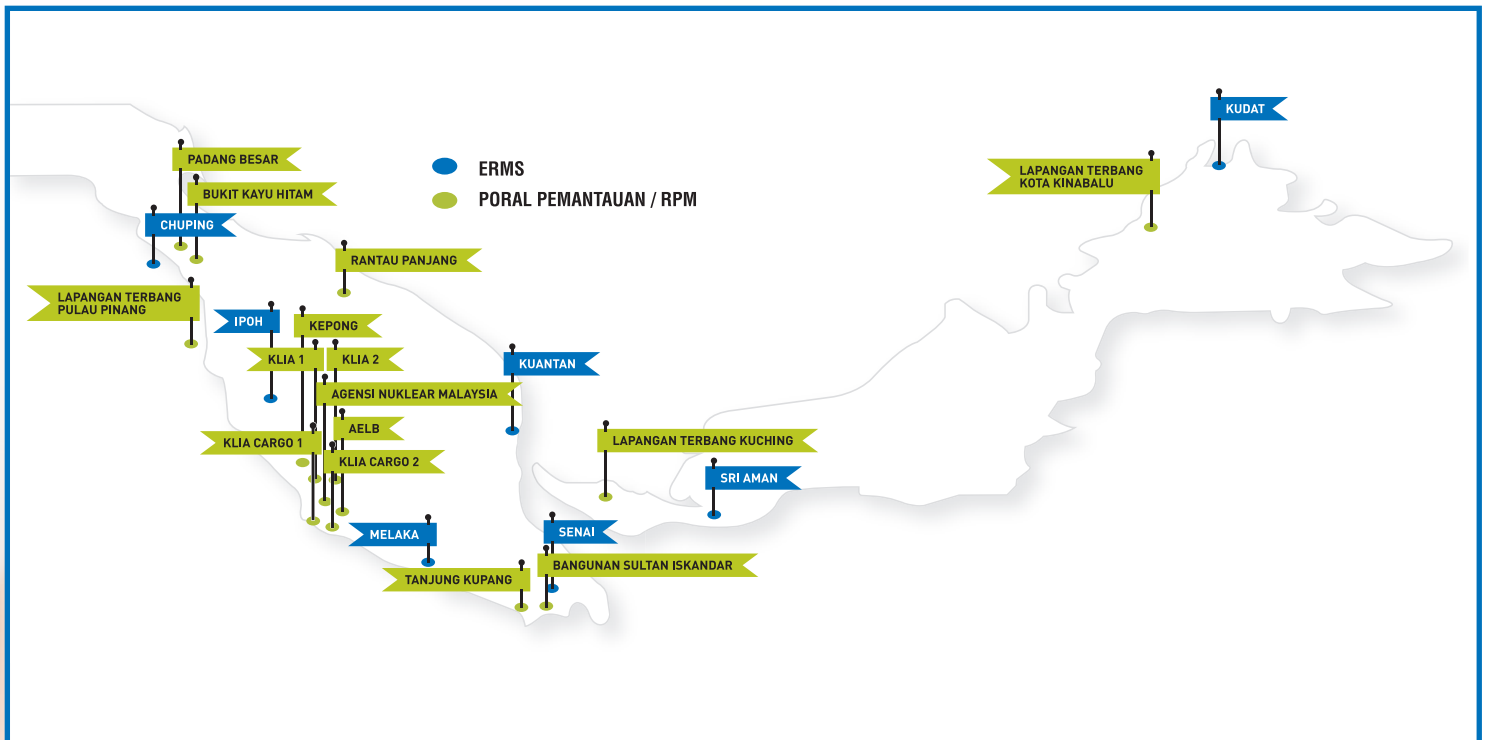 KUDAT
PADANG BESAR
ERMS
LAPANGAN TERBANG
KOTA KINABALU
BUKIT KAYU HITAM
PORAL PEMANTAUAN / RPM
CHUPING
RANTAU PANJANG
LAPANGAN TERBANG
PULAU PINANG
IPOH
KEPONG
KLIA 1
KLIA 2
KUANTAN
AGENSI NUKLEAR MALAYSIA
AELB
KLIA CARGO 1
LAPANGAN TERBANG KUCHING
KLIA CARGO 2
SRI AMAN
MELAKA
SENAI
BANGUNAN SULTAN ISKANDAR
TANJUNG KUPANG